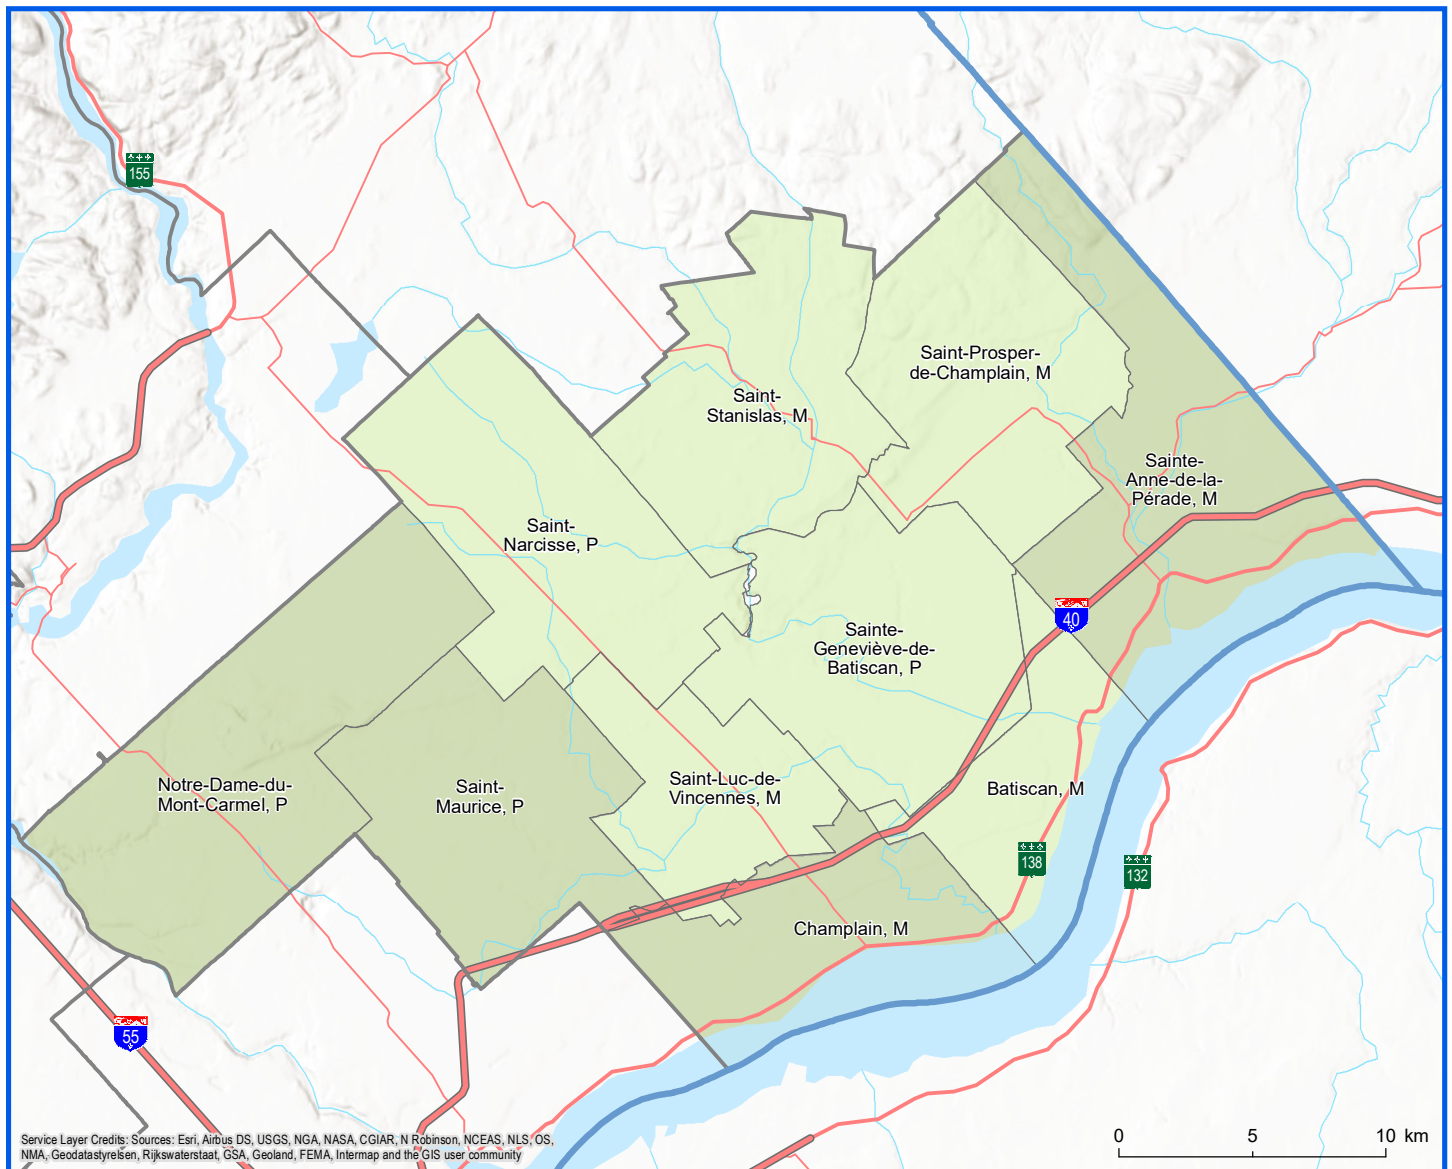 155
Saint-Prosper-
de-Champlain, M
Saint-
Stanislas, M
Sainte-
Anne-de-la-
Pérade, M
Saint-
Narcisse, P
40
Sainte-
Geneviève-de-
Batiscan, P
Notre-Dame-du-
Mont-Carmel, P
Saint-
Maurice, P
Saint-Luc-de-
Vincennes, M
Batiscan, M
138
132
Champlain, M
55
Service Layer Credits: Sources: Esri, Airbus DS, USGS, NGA, NASA, CGIAR, N Robinson, NCEAS, NLS, OS,
NMA, Geodatastyrelsen, Rijkswaterstaat, GSA, Geoland, FEMA, Intermap and the GIS user community
0 5 10 km